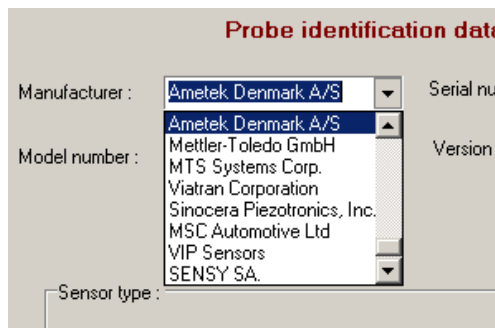 Probe identification data
Manufacturer :
Ametek Denmark A/S
Serial nu
Ametek Denmark A/S
Mettler-Toledo GmbH
MTS Systems Corp.
Viatran Corporation
Sinocera Piezotronics, Inc.
MSC Automotive Ltd
VIP Sensors
SENSY SA.
Model number :
Version
Sensor type :